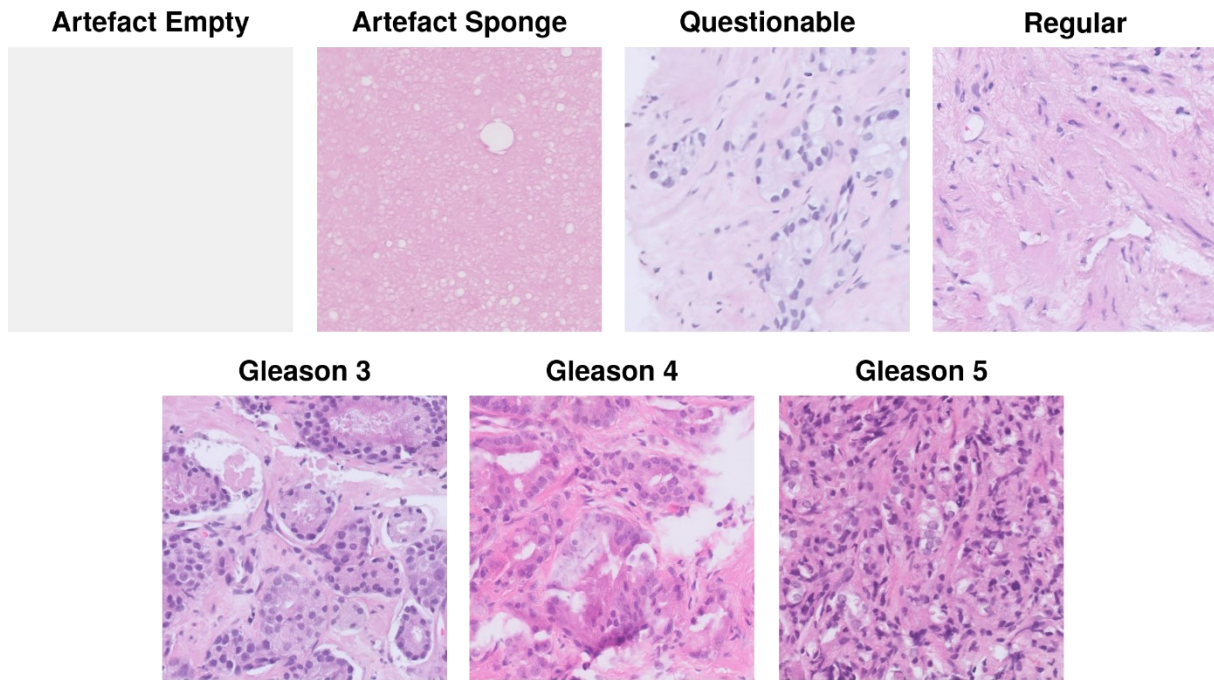 Artefact Empty
Artefact Sponge
Questionable
Regular
Gleason 3
Gleason 4
Gleason 5